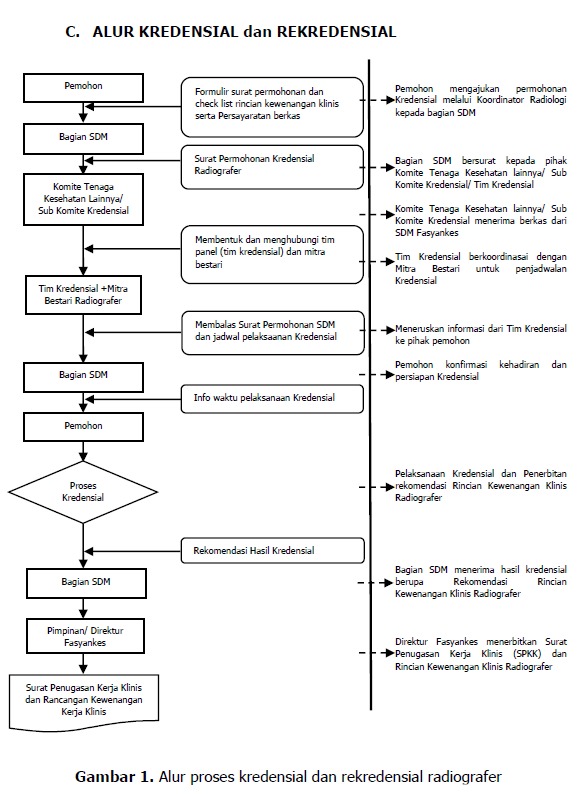 C. ALUR KREDENSIAL dan REKREDENSIAL
Pemohon
Formulir surat permohonan dan
check list rincian kewenangan klinis
serta Persayaratan berkas
Pemohon mengajukan permohonan
Kredensial melalui Koordinator Radiologi
kepada bagian SDM
Bagian SDM
Surat Permohonan Kredensial
Radiografer
Bagian SDM bersurat kepada pihak
Komite Tenaga Kesehatan Lainnya/ Sub
Komite Kredensial/ Tim Kredensial
Komite Tenaga
Kesehatan Lainnya/
Sub Komite Kredensial
Komite Tenaga Kesehatan lainnya/ Sub
Komite Kredensial menerima berkas dari
SDM Fasyankes
Membentuk dan menghubungi tim
panel (tim kredensial) dan mitra
bestari
Tim Kredensial berkoordinasai dengan
Mitra Bestari untuk penjadwalan
Kredensial
Tim Kredensial +Mitra
Bestari Radiografer
Membalas Surat Permohonan SDM
dan jadwal pelaksaanan Kredensial
Meneruskan informasi dari Tim Kredensial
ke pihak pemohon
Bagian SDM
Pemohon konfirmasi kehadiran dan
persiapan Kredensial
Info waktu pelaksanaan Kredensial
Pemohon
Proses
Kredensial
Pelaksanaan Kredensial dan Penerbitan
rekomendasi Rincian Kewenangan Klinis
Radiografer
Rekomendasi Hasil Kredensial
Bagian SDM
Bagian SDM menerima hasil kredensial
berupa Rekomendasi Rincian
Kewenangan Klinis Radiografer
Pimpinan/ Direktur
Fasyankes
Direktur Fasyankes menerbitkan Surat
Penugasan Kerja Klinis (SPKK) dan
Rincian Kewenangan Klinis Radiografer
Surat Penugasan Kerja Klinis
dan Rancangan Kewenangan
Kerja Klinis
Gambar 1. Alur proses kredensial dan rekredensial radiografer